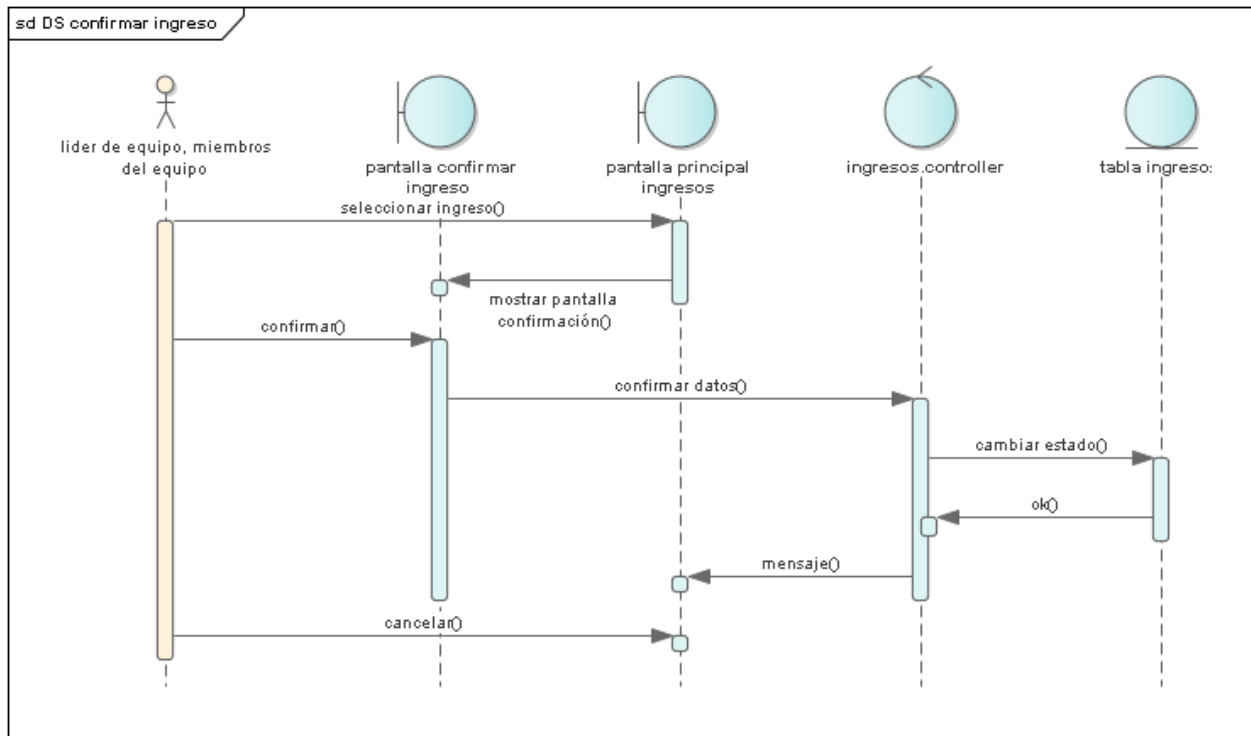 sd DS confirmar ingreso
lider de equipo, miembros
del equipo
pantalla confirmar
ingreso
pantalla principal
ingresos
ingresos.controller
tabla ingreso:
seleccionar ingreso()
mostrar pantalla
confirmación()
confirmar()
confirmar datos()
cambiar estado()
ok()
mensaje()
cancelar()